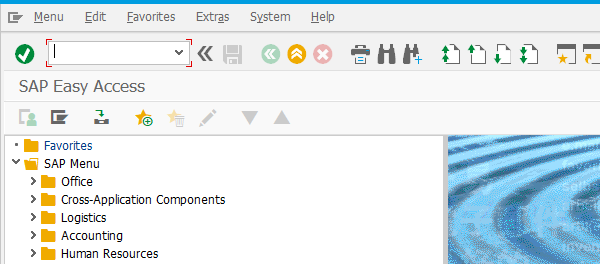 Menu Edit Favorites Extras System Help
SAP Easy Access
Favorites
SAP Menu
Office
Cross-Application Components
Logistics
Accounting
Human Resources